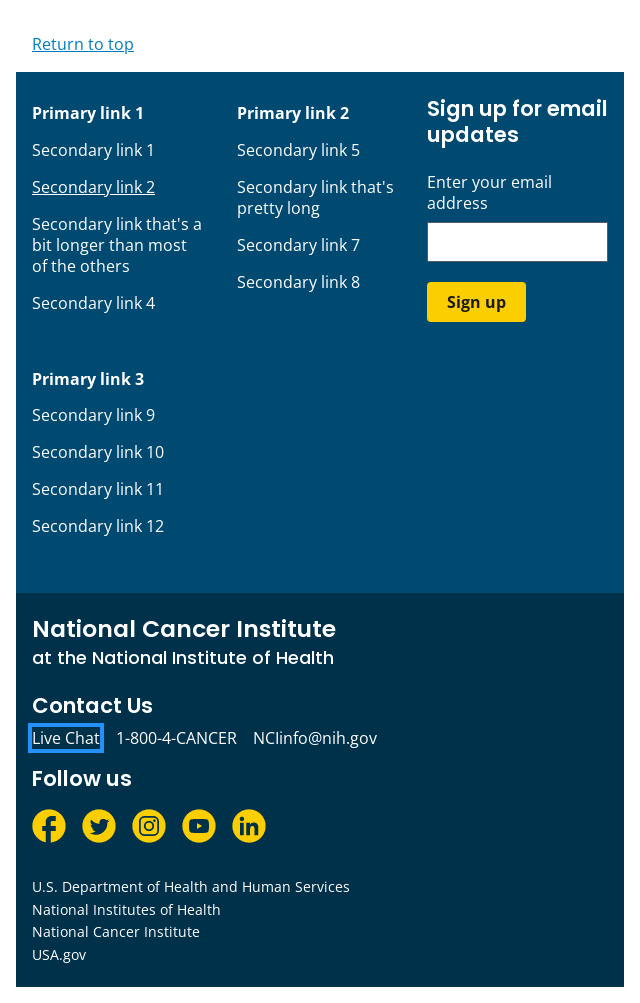 Return to top
Primary link 1
Secondary link 1
Secondary link 2
Secondary link that's a
bit longer than most
of the others
Secondary link 4
Primary link 2
Secondary link 5
Secondary link that's
pretty long
Secondary link 7
Secondary link 8
Primary link 3
Secondary link 9
Secondary link 10
Secondary link 11
Secondary link 12
Sign up for email
updates
Enter your email
address
Sign up
National Cancer Institute
at the National Institute of Health
Contact Us
Live Chat 1-800-4-CANCER NCIinfo@nih.gov
Follow us
U.S. Department of Health and Human Services
National Institutes of Health
National Cancer Institute
USA.gov